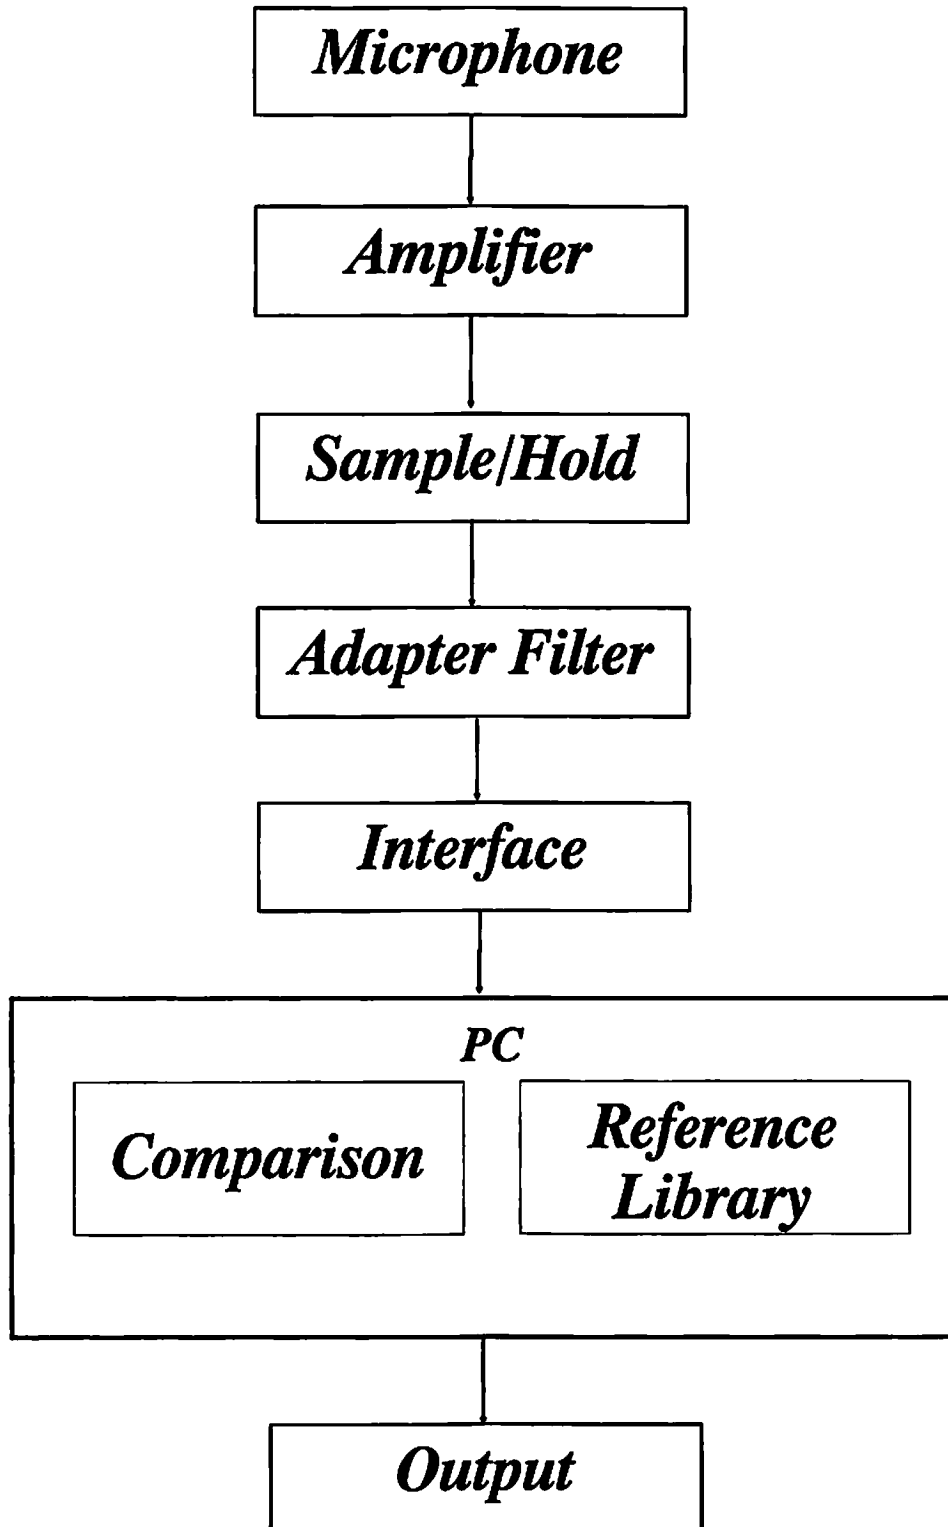 Microphone
Amplifier
Sample/Hold
Adapter Filter
Interface
PC
Comparison
Reference
Library
Output